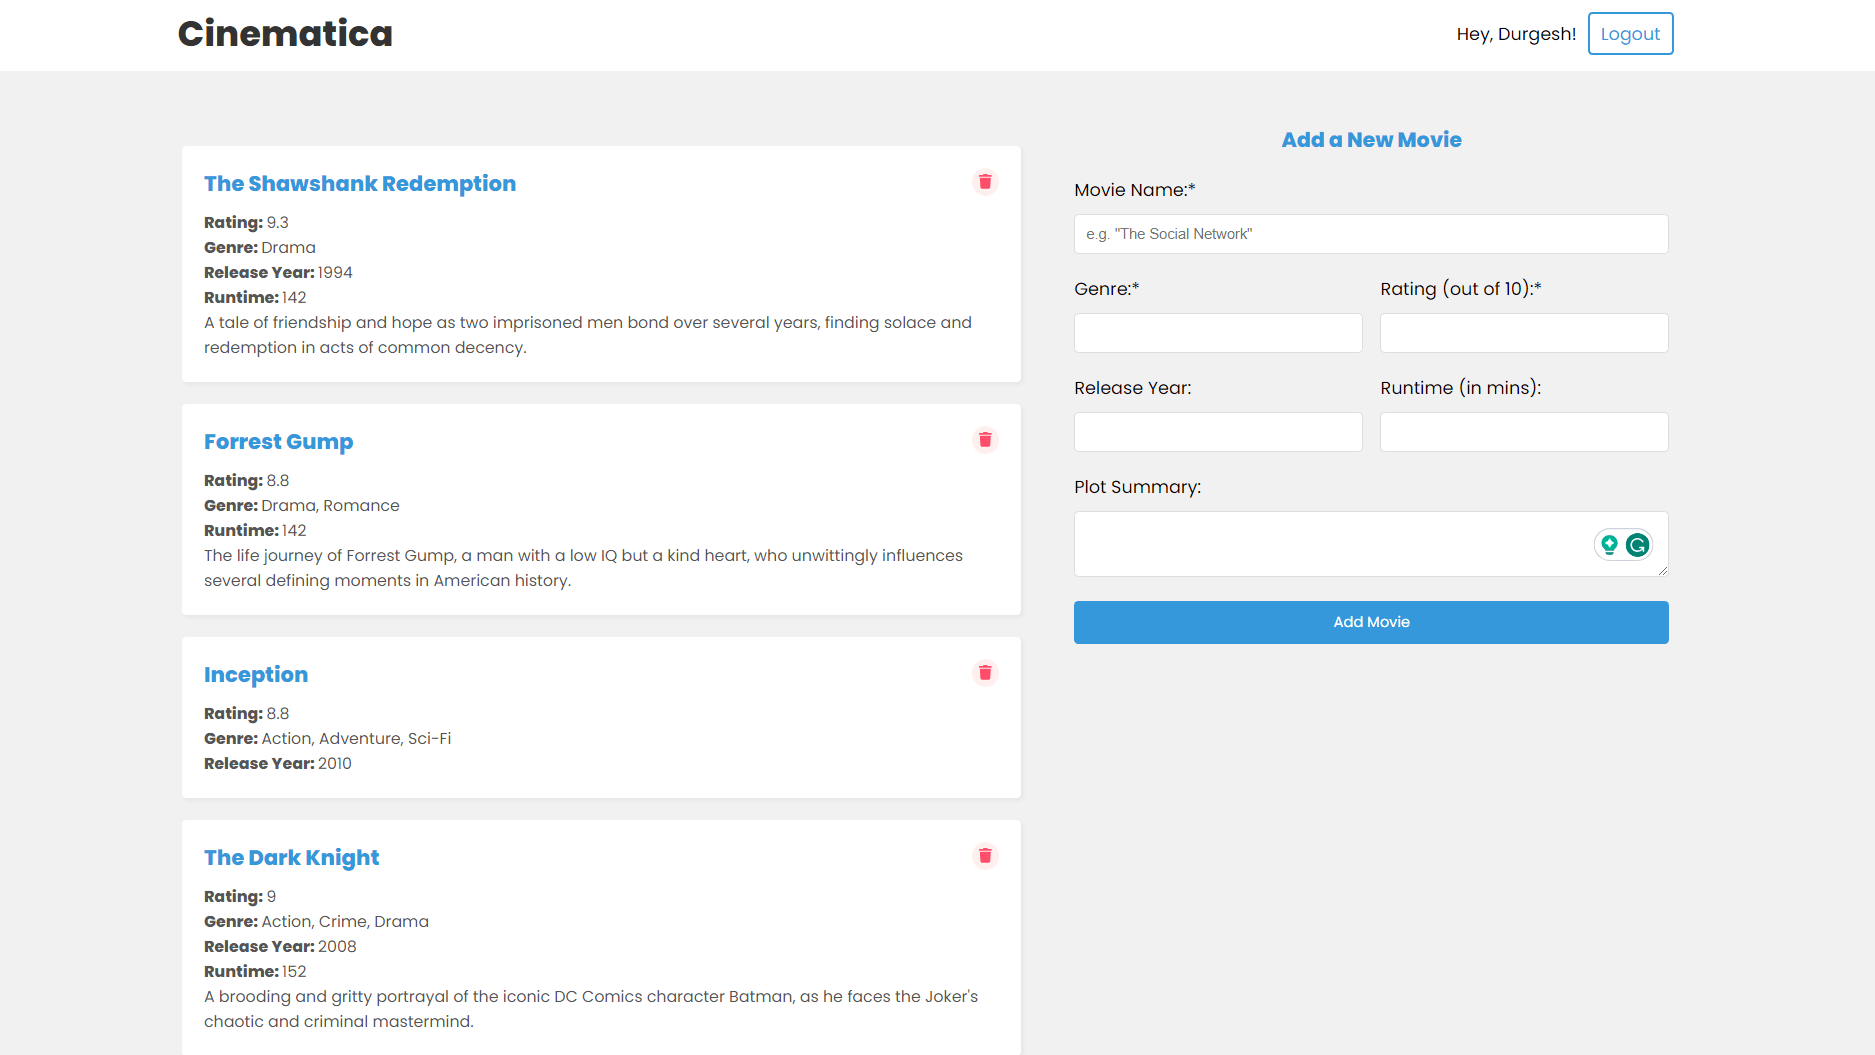 Cinematica
Hey, Durgesh!
Logout
The Shawshank Redemption
Rating: 9.3
Genre: Drama
Release Year: 1994
Runtime: 142
A tale of friendship and hope as two imprisoned men bond over several years, finding solace and
redemption in acts of common decency.
Forrest Gump
Rating: 8.8
Genre: Drama, Romance
Runtime: 142
The life journey of Forrest Gump, a man with a low IQ but a kind heart, who unwittingly influences
several defining moments in American history.
Inception
Rating: 8.8
Genre: Action, Adventure, Sci-Fi
Release Year: 2010
The Dark Knight
Rating: 9
Genre: Action, Crime, Drama
Release Year: 2008
Runtime: 152
A brooding and gritty portrayal of the iconic DC Comics character Batman, as he faces the Joker's
chaotic and criminal mastermind.
Add a New Movie
Movie Name:*
e.g. "The Social Network"
Genre:*
Rating (out of 10):*
Release Year:
Runtime (in mins):
Plot Summary:
Add Movie